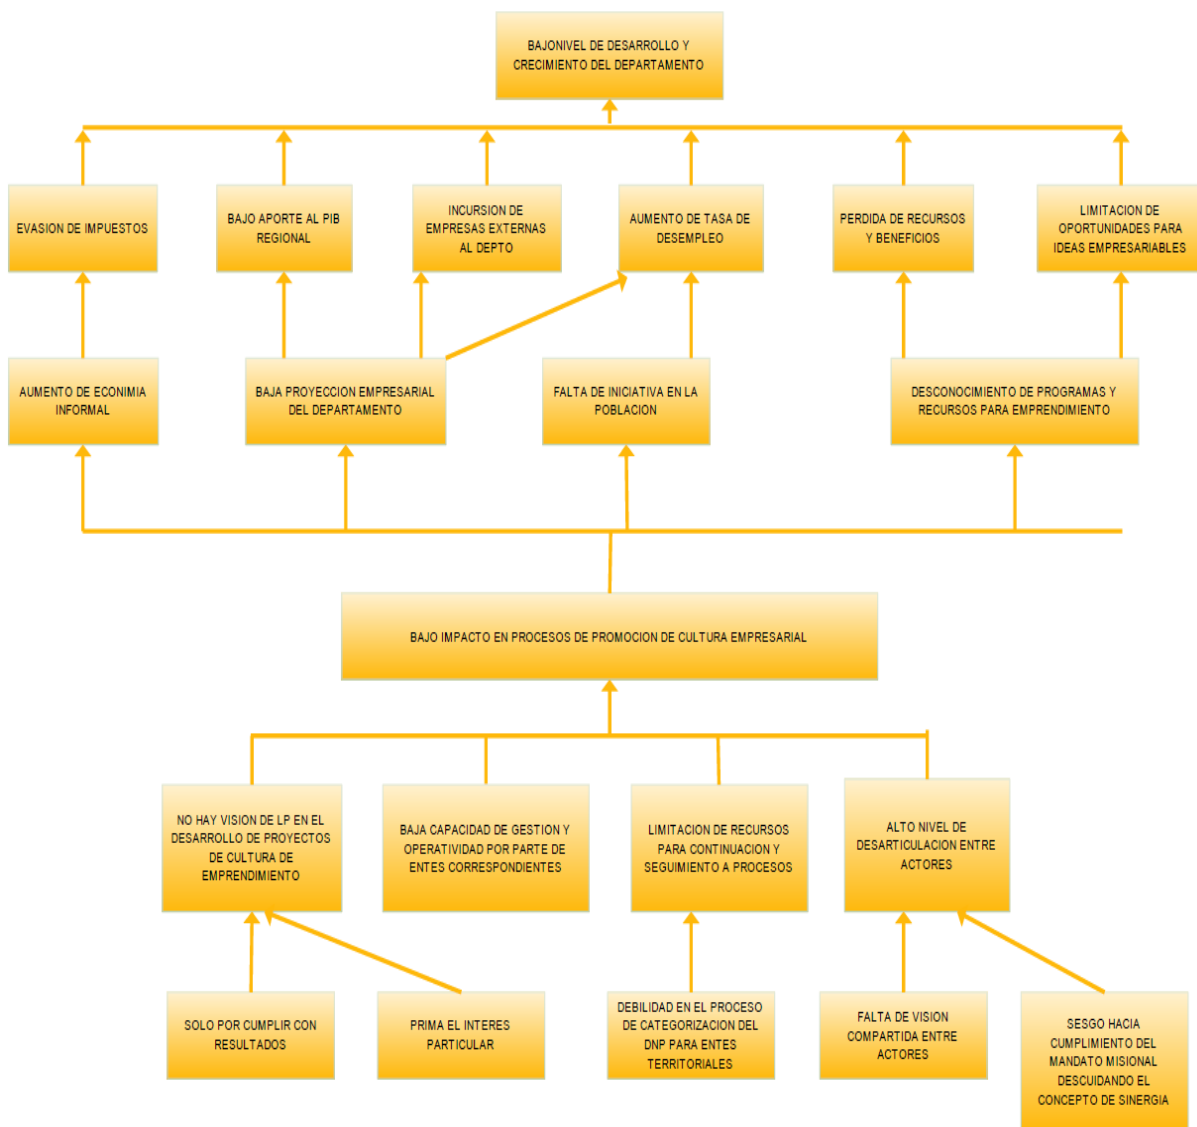 BAJONIVEL DE DESARROLLO Y
CRECIMIENTO DEL DEPARTAMENTO
EVASION DE IMPUESTOS
BAJO APORTE AL PIB
REGIONAL
INCURSION DE
EMPRESAS EXTERNAS
AL DEPTO
AUMENTO DE TASA DE
DESEMPLEO
PERDIDA DE RECURSOS
Y BENEFICIOS
LIMITACION DE
OPORTUNIDADES PARA
IDEAS EMPRESARIABLES
AUMENTO DE ECONIMIA
INFORMAL
BAJA PROYECCION EMPRESARIAL
DEL DEPARTAMENTO
FALTA DE INICIATIVA EN LA
POBLACION
DESCONOCIMIENTO DE PROGRAMAS Y
RECURSOS PARA EMPRENDIMIENTO
BAJO IMPACTO EN PROCESOS DE PROMOCION DE CULTURA EMPRESARIAL
NO HAY VISION DE LP EN EL
DESARROLLO DE PROYECTOS
DE CULTURA DE
EMPRENDIMIENTO
BAJA CAPACIDAD DE GESTION Y
OPERATIVIDAD POR PARTE DE
ENTES CORRESPONDIENTES
LIMITACION DE RECURSOS
PARA CONTINUACION Y
SEGUIMIENTO A PROCESOS
ALTO NIVEL DE
DESARTICULACION ENTRE
ACTORES
SOLO POR CUMPLIR CON
RESULTADOS
PRIMA EL INTERES
PARTICULAR
DEBILIDAD EN EL PROCESO
DE CATEGORIZACION DEL
DNP PARA ENTES
TERRITORIALES
FALTA DE VISION
COMPARTIDA ENTRE
ACTORES
SESGO HACIA
CUMPLIMIENTO DEL
MANDATO MISIONAL
DESCUIDANDO EL
CONCEPTO DE SINERGIA